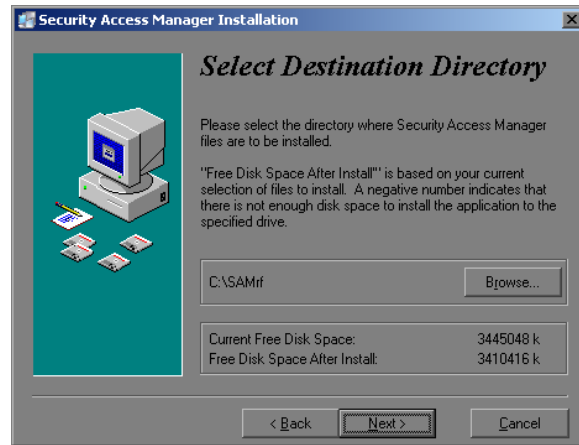 Security Access Manager Installation
Select Destination Directory
Please select the directory where Security Access Manager
files are to be installed.
"Free Disk Space After Install"' is based on your current
selection of files to install. A negative number indicates that
there is not enough disk space to install the application to the
specified drive.
C:\SAMrf
Browse...
Current Free Disk Space: 3445048 k
Free Disk Space After Install: 3410416 k
< Back Next > Cancel